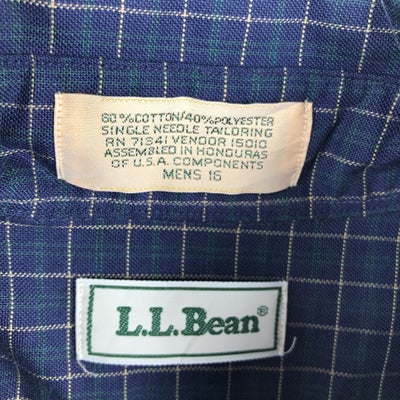 60%COTTON/40%POLYESTER
SINGLE NEEDLE TAILORING
RN 71341 VENDOR 15010
ASSEMBLED IN HONDURAS
OF U.S.A. COMPONENTS
MENS 16
L.L.Bean®